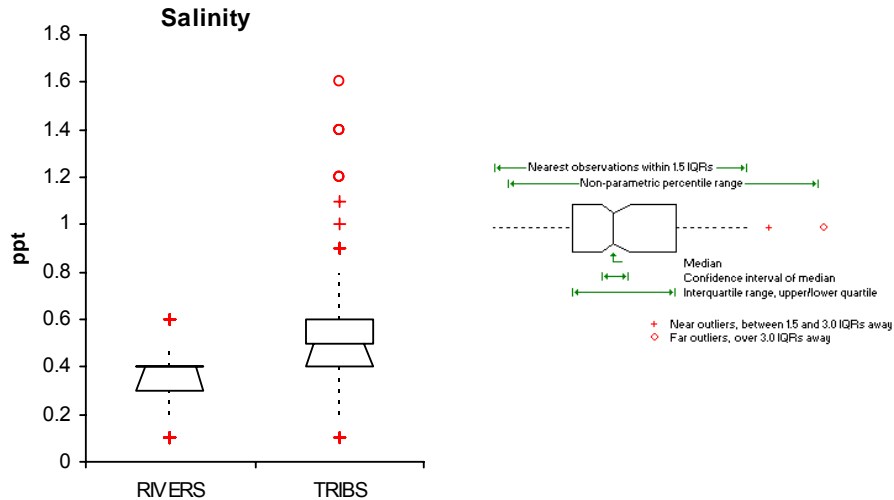 Salinity
ppt
1.8
1.6
1.4
1.2
1
0.8
0.6
0.4
0.2
0
RIVERS
TRIBS
Nearest observations within 1.5 IQRs
Non-parametric percentile range
Median
Confidence interval of median
Interquartile range, upper/lower quartile
+ Near outliers, between 1.5 and 3.0 IQRs away
Far outliers, over 3.0 IQRs away